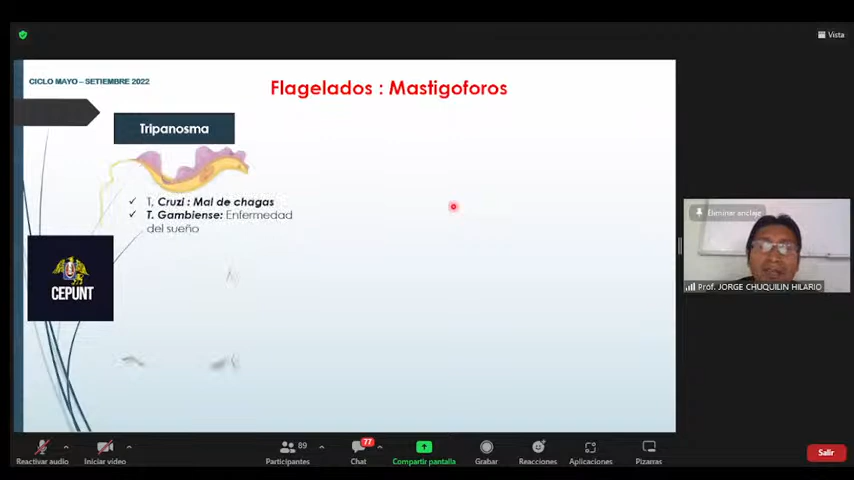 Vista
CICLO MAYO – SETIEMBRE 2022
Flagelados : Mastigoforos
Tripanosma
✓ T, Cruzi : Mal de chagas
✓ T. Gambiense: Enfermedad
del sueño
CEPUNT
Eliminar anclaje
Prof. JORGE CHUQUILIN HILARIO
89
77
Reactivar audio
Iniciar video
Participantes
Chat
Compartir pantalla
Grabar
Reacciones
Aplicaciones
Pizarras
Salir